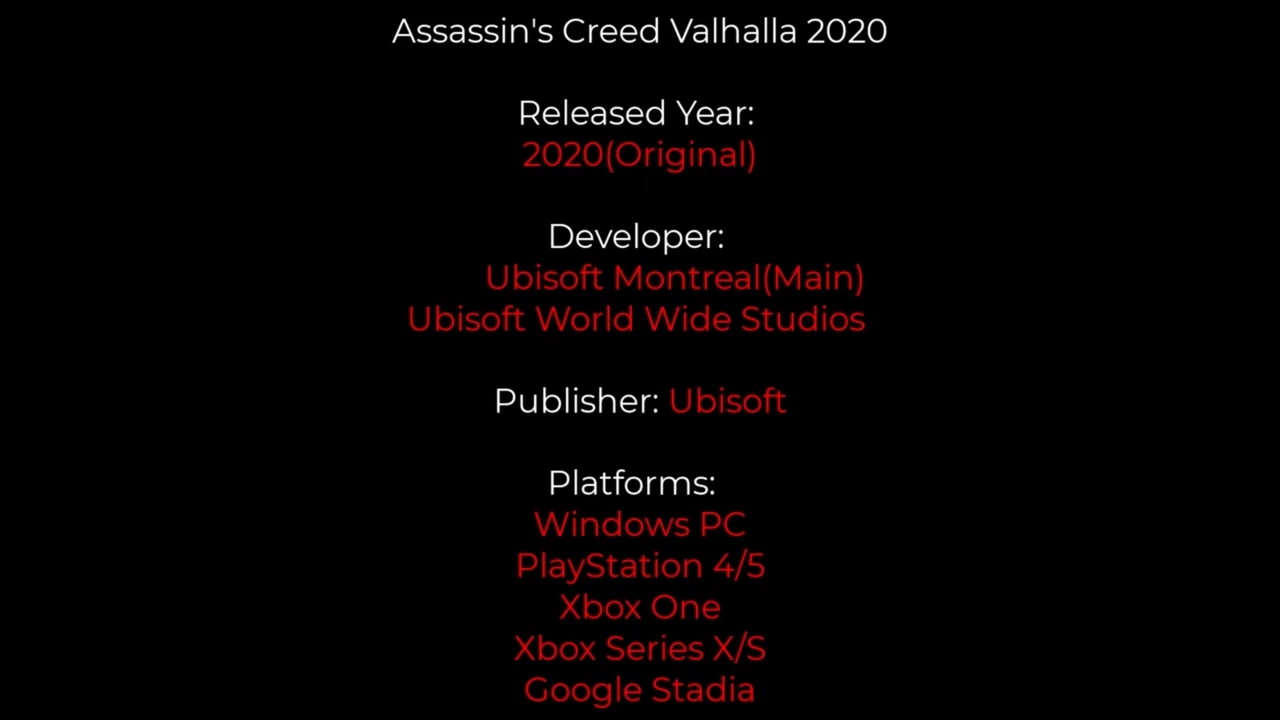 Assassin's Creed Valhalla 2020
Released Year:
2020(Original)
Developer:
Ubisoft Montreal(Main)
Ubisoft World Wide Studios
Publisher: Ubisoft
Platforms:
Windows PC
PlayStation 4/5
Xbox One
Xbox Series X/S
Google Stadia